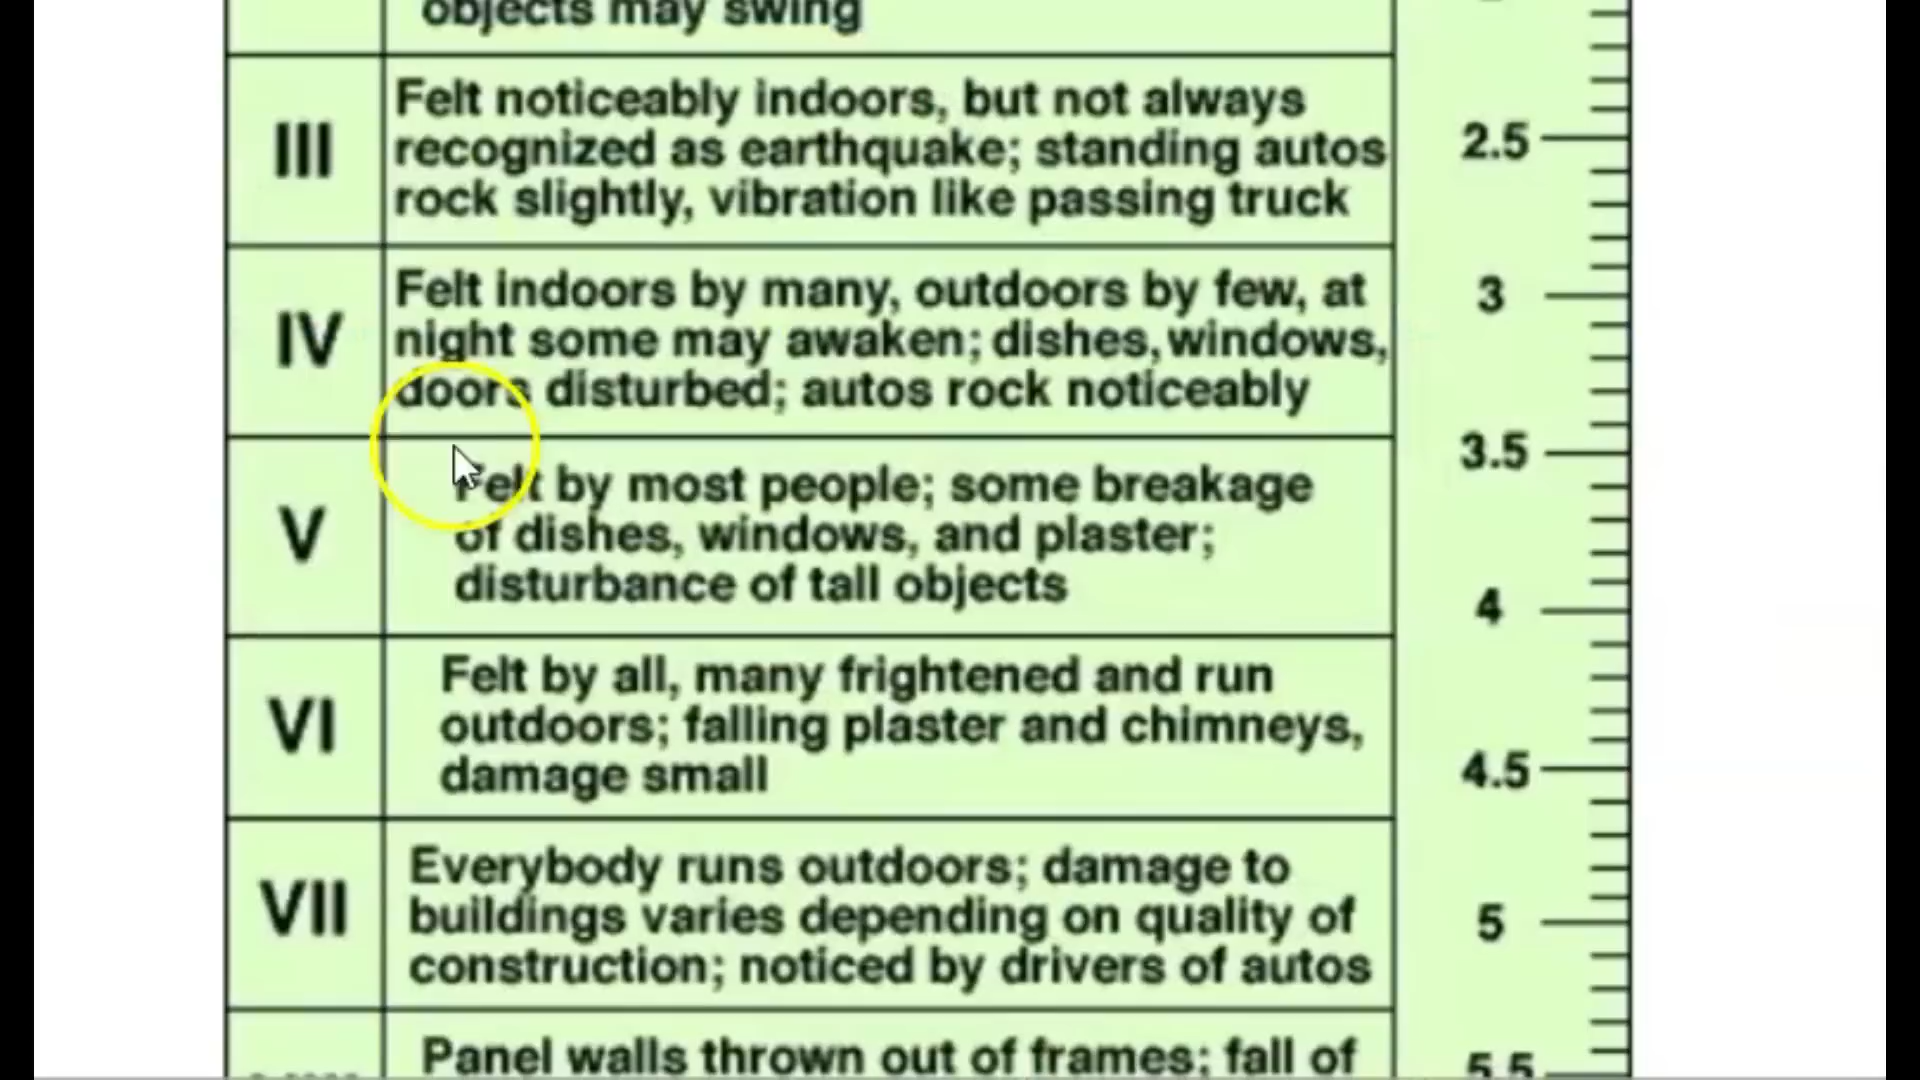 objects may swing
III
Felt noticeably indoors, but not always
recognized as earthquake; standing autos
rock slightly, vibration like passing truck
2.5
IV
Felt indoors by many, outdoors by few, at
night some may awaken; dishes, windows,
doors disturbed; autos rock noticeably
3
3.5
V
Felt by most people; some breakage
of dishes, windows, and plaster;
disturbance of tall objects
4
VI
Felt by all, many frightened and run
outdoors; falling plaster and chimneys,
damage small
4.5
VII
Everybody runs outdoors; damage to
buildings varies depending on quality of
construction; noticed by drivers of autos
5
Panel walls thrown out of frames; fall of
5.5